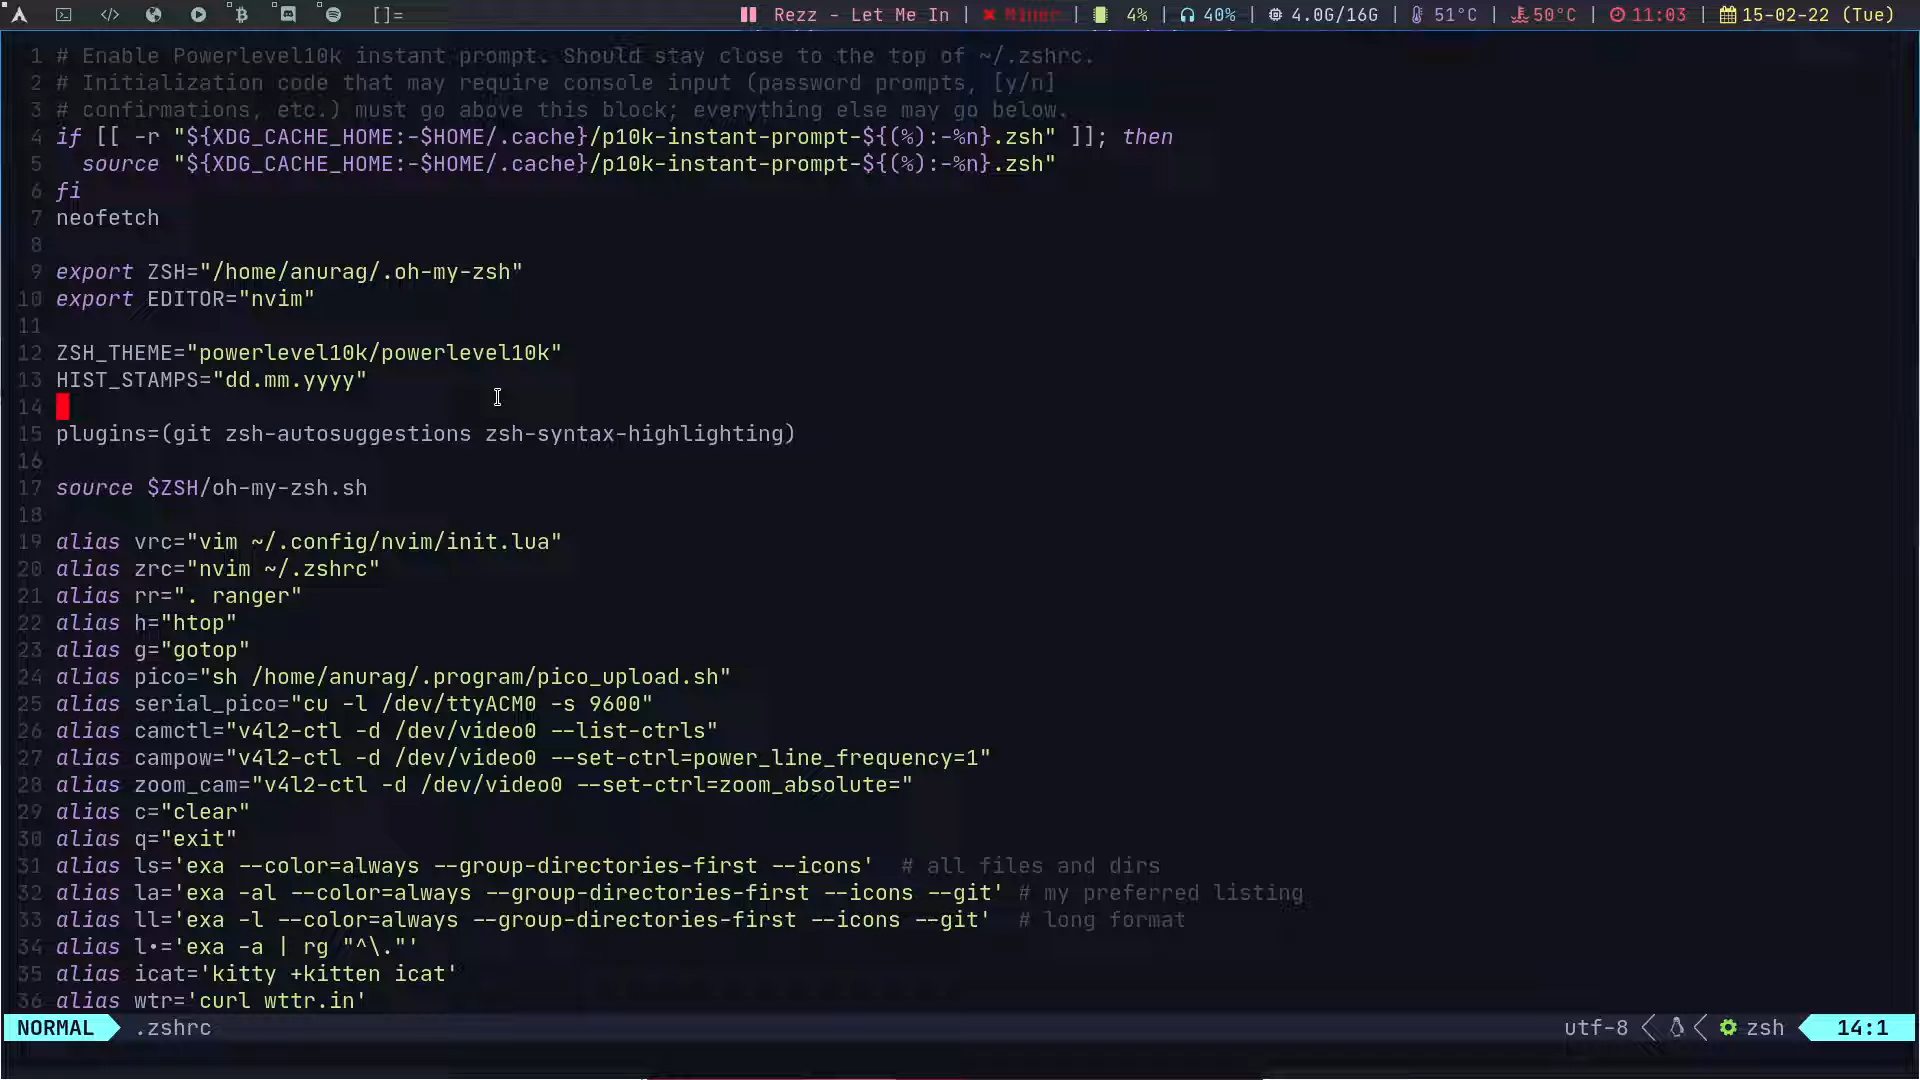 []= Rezz - Let Me In | × Miner | 4% | 40% | 4.0G/16G | 51°C | 50°C | 11:03 | 15-02-22 (Tue)
1 # Enable Powerlevel10k instant prompt. Should stay close to the top of ~/.zshrc.
2 # Initialization code that may require console input (password prompts, [y/n]
3 # confirmations, etc.) must go above this block; everything else may go below.
4 if [[ -r "${XDG_CACHE_HOME:-$HOME/.cache}/p10k-instant-prompt-${(%):-%n}.zsh" ]]; then
5   source "${XDG_CACHE_HOME:-$HOME/.cache}/p10k-instant-prompt-${(%):-%n}.zsh"
6 fi
7 neofetch
8
9 export ZSH="/home/anurag/.oh-my-zsh"
10 export EDITOR="nvim"
11
12 ZSH_THEME="powerlevel10k/powerlevel10k"
13 HIST_STAMPS="dd.mm.yyyy"
14
15 plugins=(git zsh-autosuggestions zsh-syntax-highlighting)
16
17 source $ZSH/oh-my-zsh.sh
18
19 alias vrc="vim ~/.config/nvim/init.lua"
20 alias zrc="nvim ~/.zshrc"
21 alias rr=". ranger"
22 alias h="htop"
23 alias g="gotop"
24 alias pico="sh /home/anurag/.program/pico_upload.sh"
25 alias serial_pico="cu -l /dev/ttyACM0 -s 9600"
26 alias camctl="v4l2-ctl -d /dev/video0 --list-ctrls"
27 alias campow="v4l2-ctl -d /dev/video0 --set-ctrl=power_line_frequency=1"
28 alias zoom_cam="v4l2-ctl -d /dev/video0 --set-ctrl=zoom_absolute="
29 alias c="clear"
30 alias q="exit"
31 alias ls='exa --color=always --group-directories-first --icons'  # all files and dirs
32 alias la='exa -al --color=always --group-directories-first --icons --git' # my preferred listing
33 alias ll='exa -l --color=always --group-directories-first --icons --git'  # long format
34 alias l•='exa -a | rg "^\."'
35 alias icat='kitty +kitten icat'
36 alias wtr='curl wttr.in'
NORMAL .zshrc utf-8 zsh 14:1